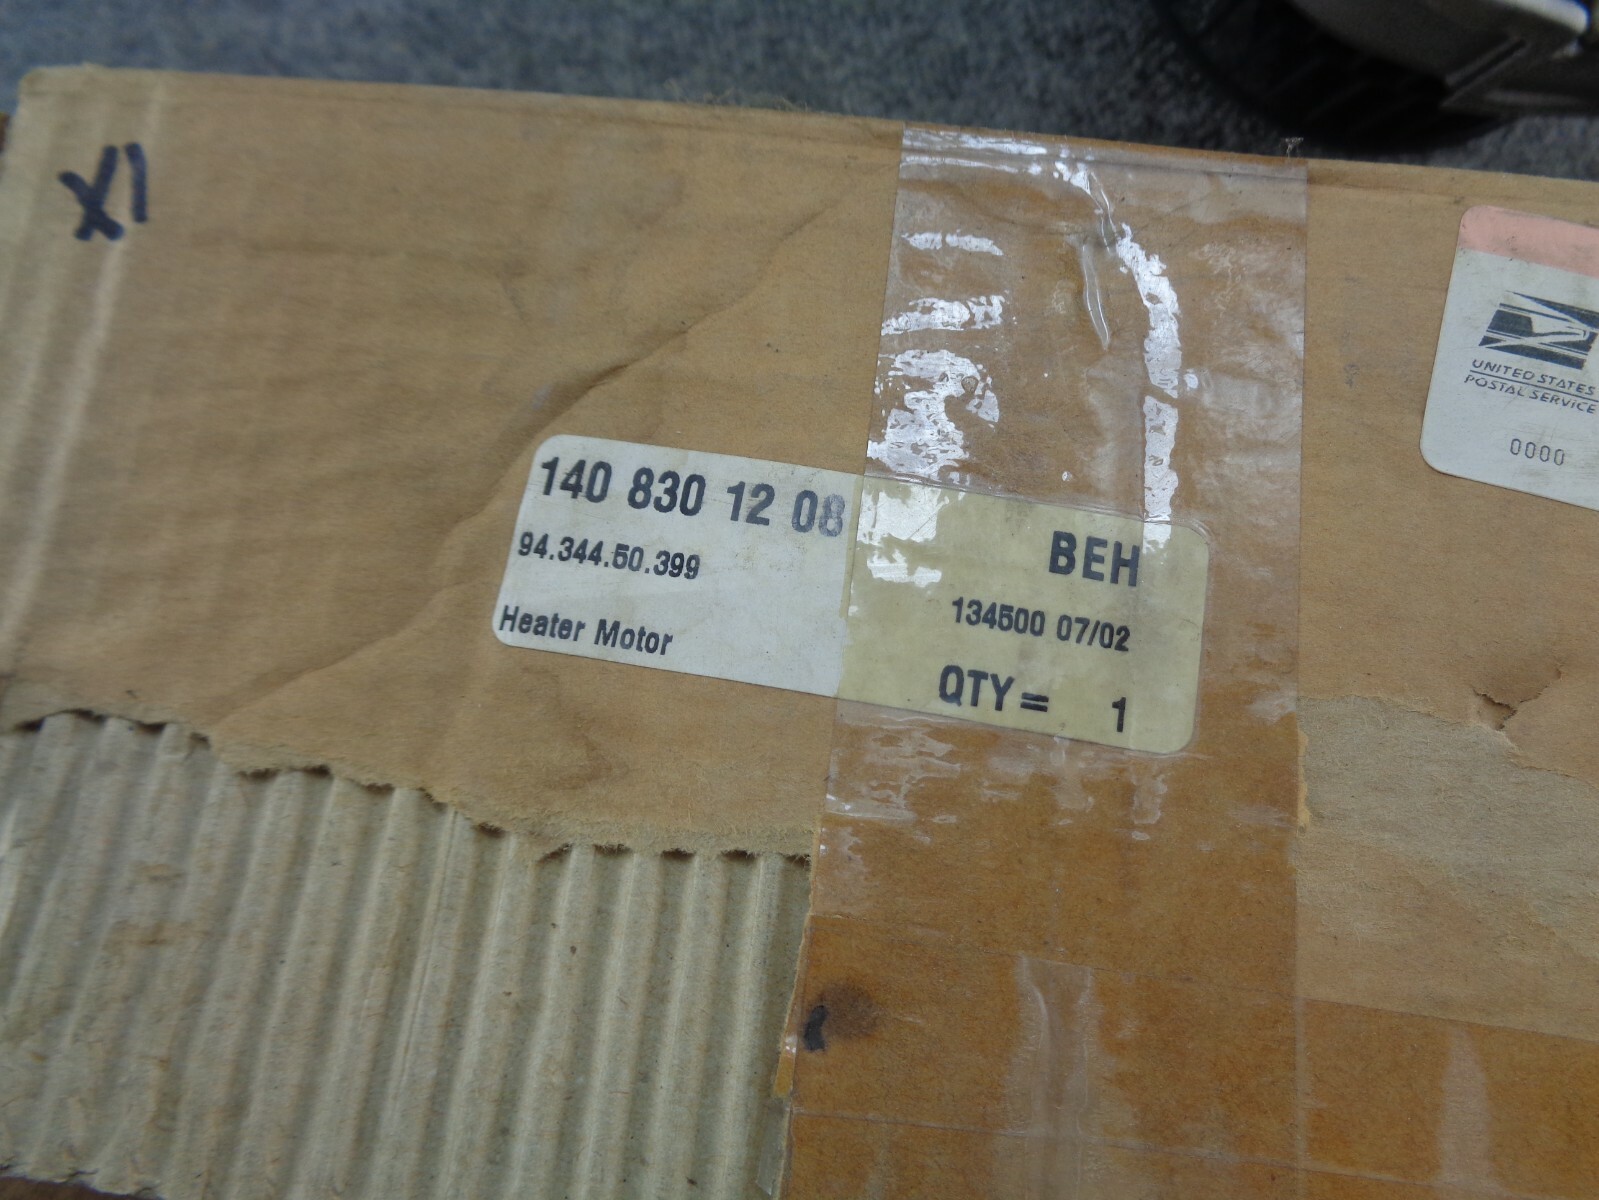 X1
140 830 12 08
BEH
94.344.50.399
134500 07/02
Heater Motor
QTY= 1
UNITED STATES
POSTAL SERVICE
0000